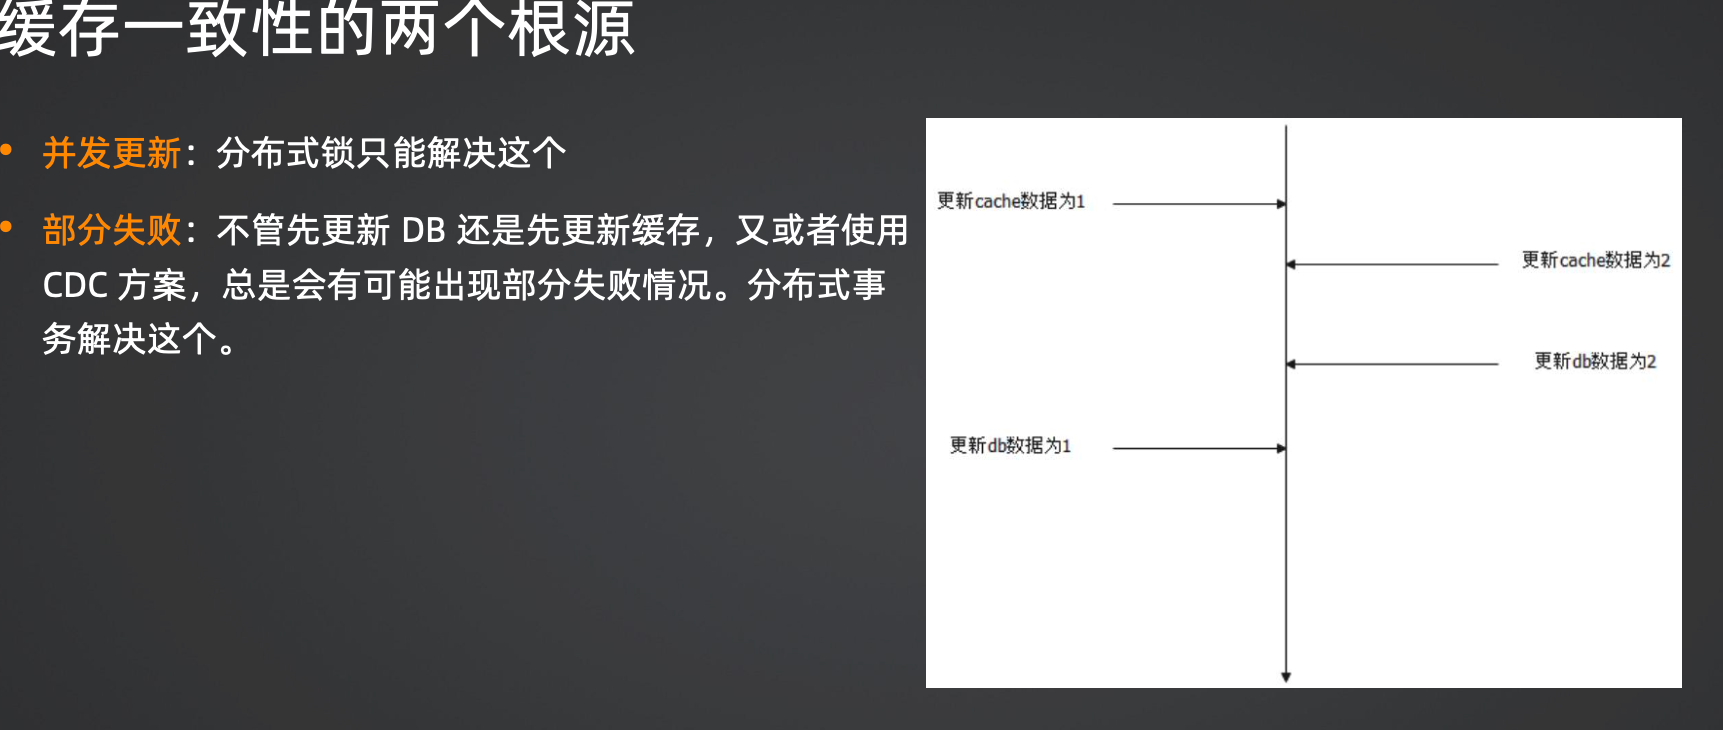 缓存一致性的两个根源
• 并发更新：分布式锁只能解决这个
• 部分失败：不管先更新 DB 还是先更新缓存，又或者使用
CDC 方案，总是会有可能出现部分失败情况。分布式事
务解决这个。
更新cache数据为1
更新cache数据为2
更新db数据为2
更新db数据为1